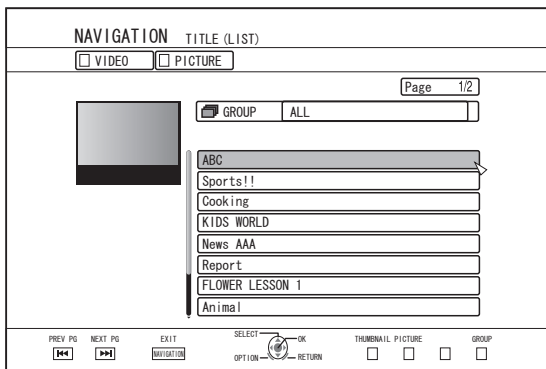 NAVIGATION TITLE (LIST)
VIDEO PICTURE
Page 1/2
GROUP ALL
ABC
Sports!!
Cooking
KIDS WORLD
News AAA
Report
FLOWER LESSON 1
Animal
PREV PG NEXT PG EXIT SELECT OK THUMBNAIL PICTURE GROUP
NAVIGATION OPTION RETURN